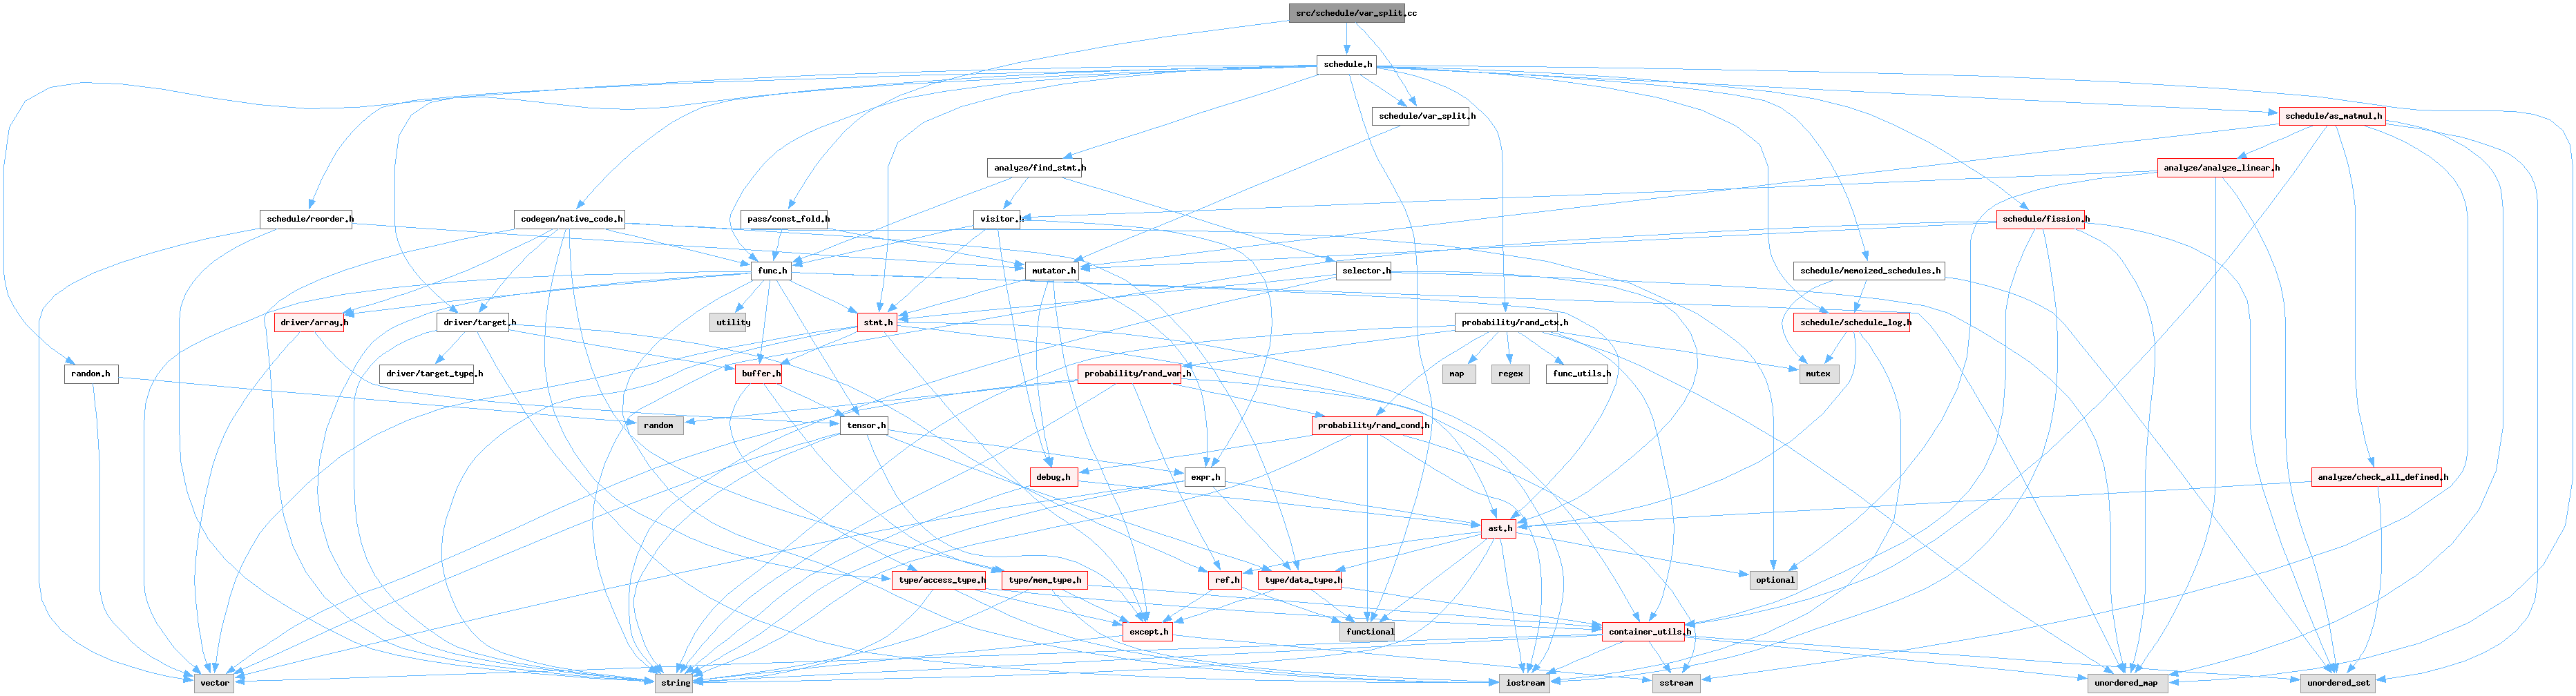 src/schedule/var_split.cc
schedule.h
schedule/var_split.h
schedule/as_matmul.h
analyze/find_stmt.h
analyze/analyze_linear.h
schedule/reorder.h
codegen/native_code.h
pass/const_fold.h
visitor.h
schedule/fission.h
func.h
mutator.h
selector.h
schedule/memoized_schedules.h
driver/array.h
driver/target.h
utility
stmt.h
probability/rand_ctx.h
schedule/schedule_log.h
random.h
driver/target_type.h
buffer.h
probability/rand_var.h
map
regex
func_utils.h
mutex
random
tensor.h
probability/rand_cond.h
debug.h
expr.h
analyze/check_all_defined.h
ast.h
type/access_type.h
type/mem_type.h
ref.h
type/data_type.h
optional
except.h
functional
container_utils.h
vector
string
iostream
sstream
unordered_map
unordered_set